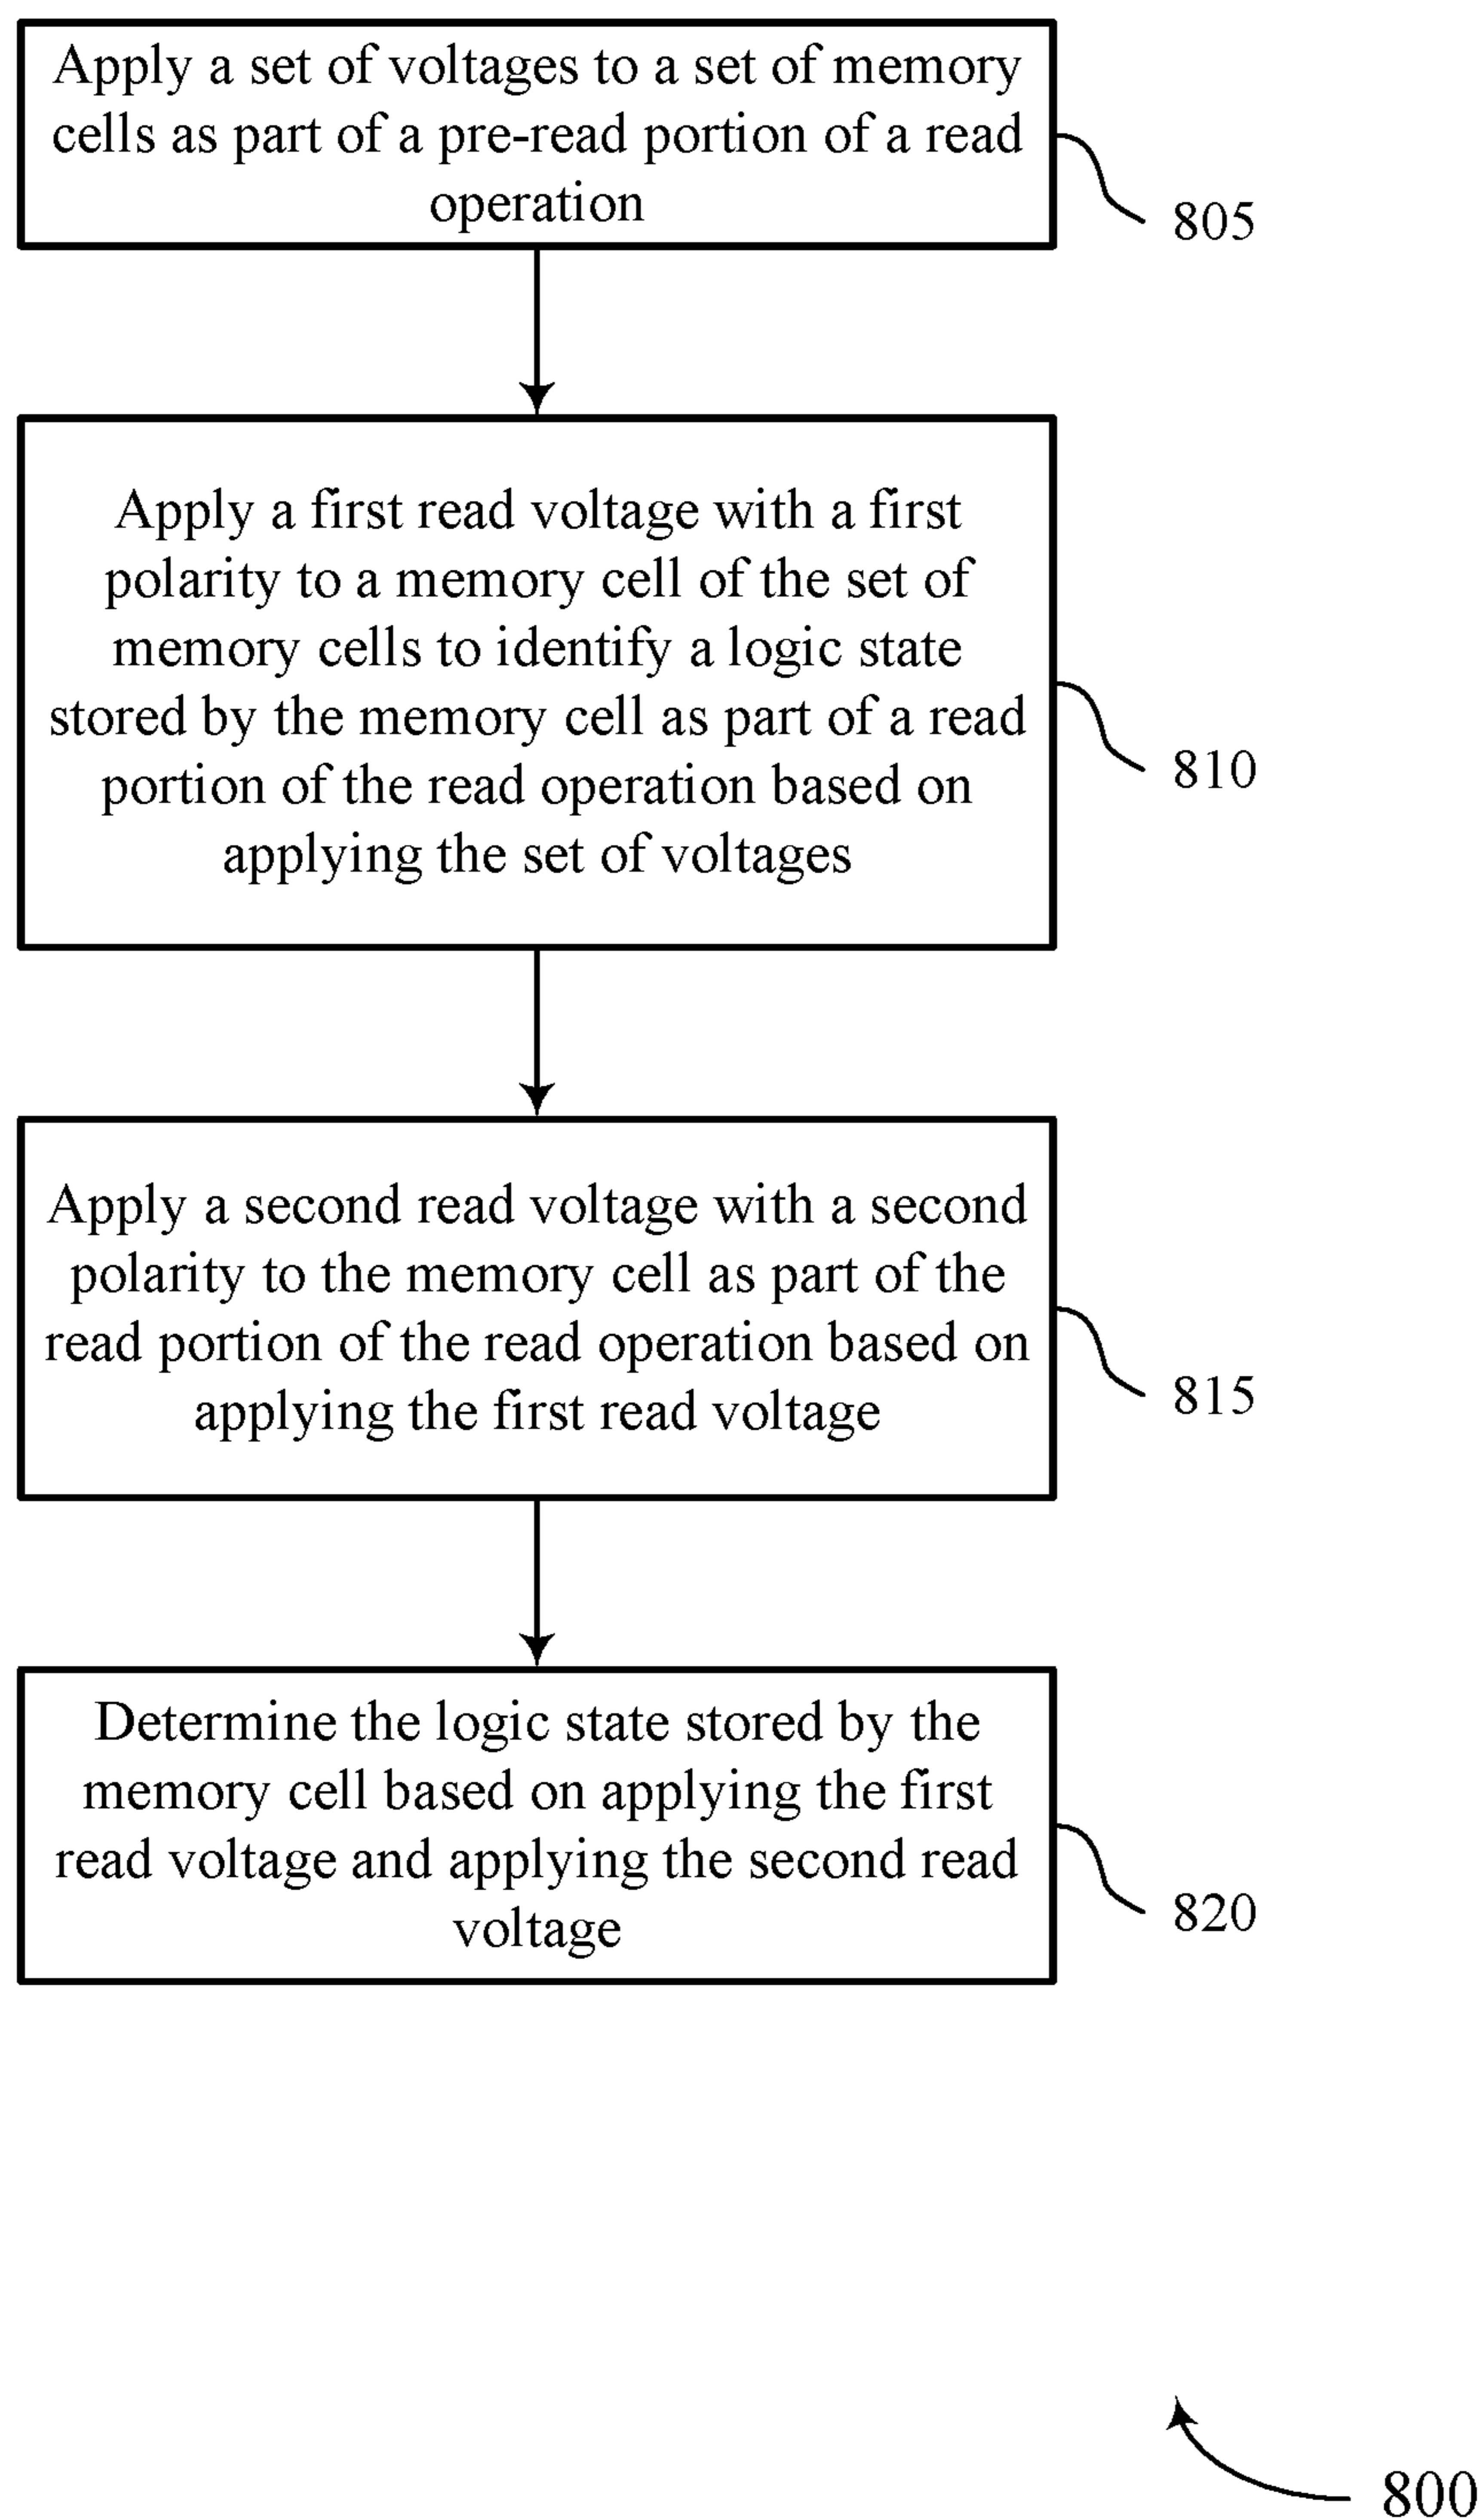 Apply a set of voltages to a set of memory
cells as part of a pre-read portion of a read
operation
805
Apply a first read voltage with a first
polarity to a memory cell of the set of
memory cells to identify a logic state
stored by the memory cell as part of a read
portion of the read operation based on
applying the set of voltages
810
Apply a second read voltage with a second
polarity to the memory cell as part of the
read portion of the read operation based on
applying the first read voltage
815
Determine the logic state stored by the
memory cell based on applying the first
read voltage and applying the second read
voltage
820
800